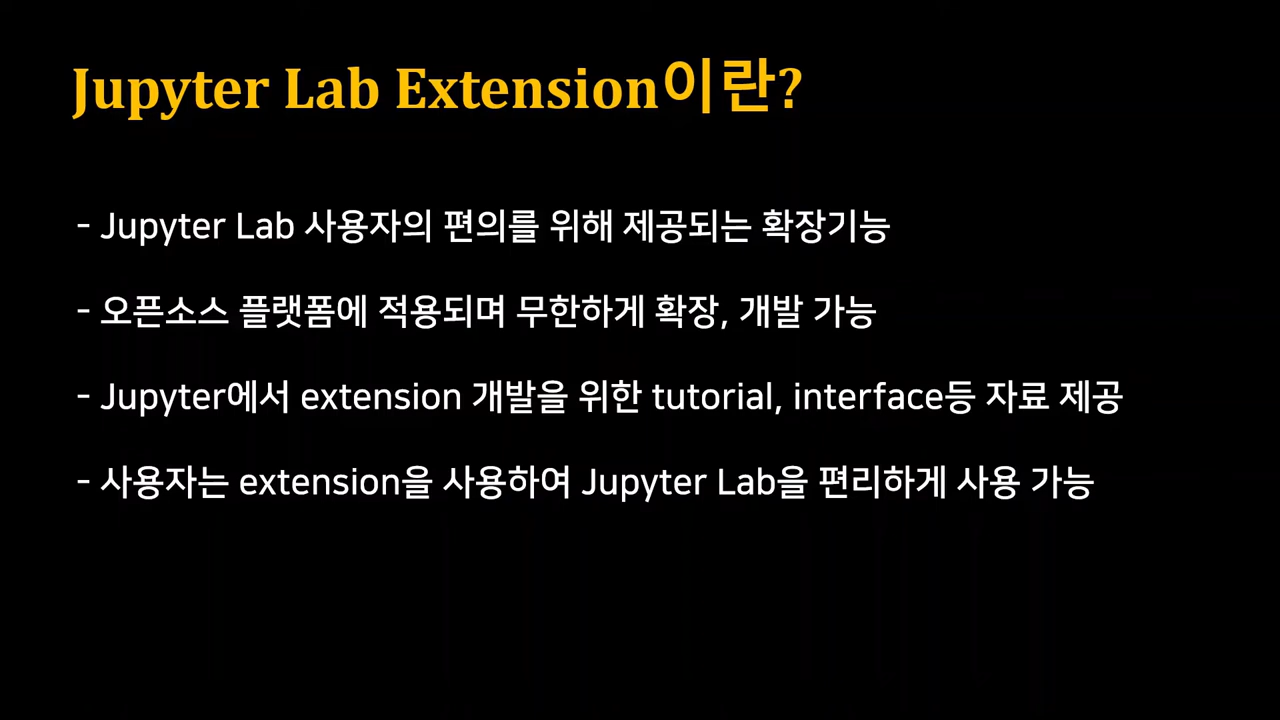 Jupyter Lab Extension이란?
- Jupyter Lab 사용자의 편의를 위해 제공되는 확장기능
- 오픈소스 플랫폼에 적용되며 무한하게 확장, 개발 가능
- Jupyter에서 extension 개발을 위한 tutorial, interface등 자료 제공
- 사용자는 extension을 사용하여 Jupyter Lab을 편리하게 사용 가능